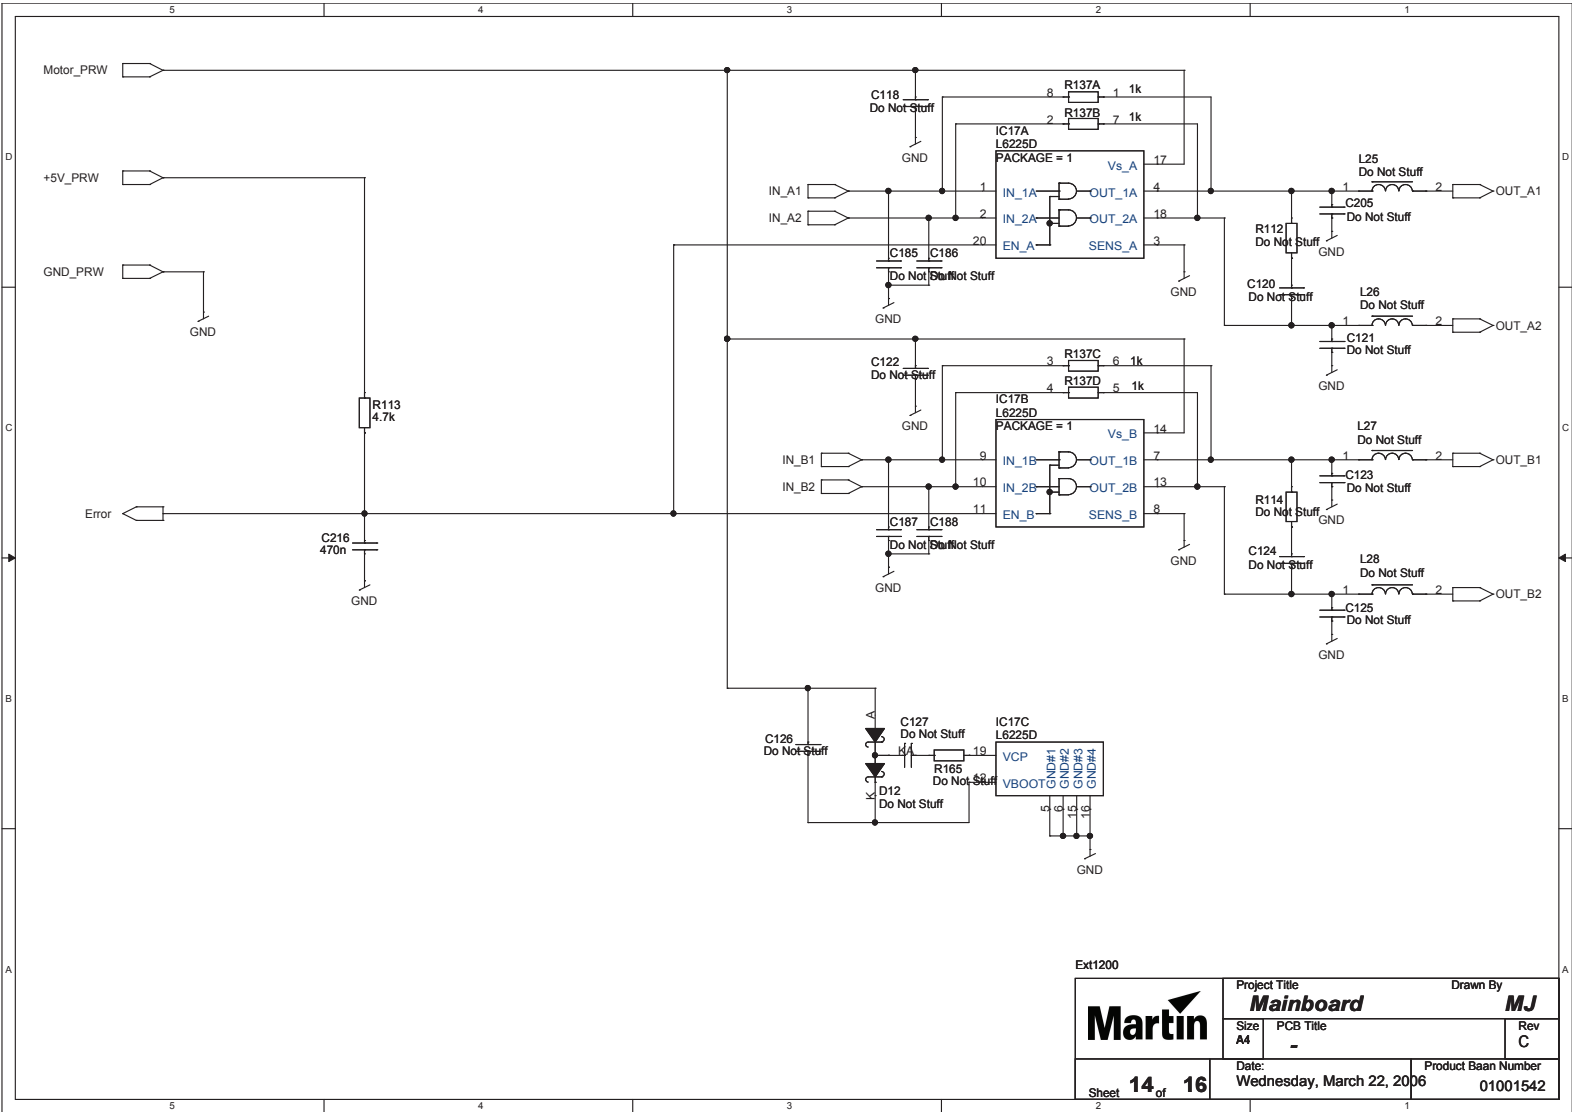 5 4 3 2 1
D D
C C
B B
A A
Motor_PRW
+5V_PRW
GND_PRW
GND
R113
4.7k
Error
C216
470n
GND
C118
Do Not Stuff
GND
8 R137A 1 1k
2 R137B 7 1k
IC17A
L6225D
PACKAGE = 1
Vs_A 17
IN_A1 1 IN_1A OUT_1A 4
IN_A2 2 IN_2A OUT_2A 18
20 EN_A SENS_A 3
C185
Do Not Stuff
C186
Do Not Stuff
GND
GND
L25
Do Not Stuff
1 2 OUT_A1
C205
Do Not Stuff
GND
R112
Do Not Stuff
C120
Do Not Stuff
L26
Do Not Stuff
1 2 OUT_A2
C121
Do Not Stuff
GND
C122
Do Not Stuff
GND
3 R137C 6 1k
4 R137D 5 1k
IC17B
L6225D
PACKAGE = 1
Vs_B 14
IN_B1 9 IN_1B OUT_1B 7
IN_B2 10 IN_2B OUT_2B 13
11 EN_B SENS_B 8
C187
Do Not Stuff
C188
Do Not Stuff
GND
GND
L27
Do Not Stuff
1 2 OUT_B1
C123
Do Not Stuff
GND
R114
Do Not Stuff
C124
Do Not Stuff
L28
Do Not Stuff
1 2 OUT_B2
C125
Do Not Stuff
GND
C126
Do Not Stuff
A
KA
K
D12
Do Not Stuff
C127
Do Not Stuff
R165
Do Not Stuff
IC17C
L6225D
19 VCP
12 VBOOT
GND#1
GND#2
GND#3
GND#4
5 6 15 16
GND
Ext1200
Martin
Project Title
Mainboard
Drawn By
MJ
Size
A4
PCB Title
-
Rev
C
Sheet 14 of 16
Date:
Wednesday, March 22, 2006
Product Baan Number
01001542
5 4 3 2 1